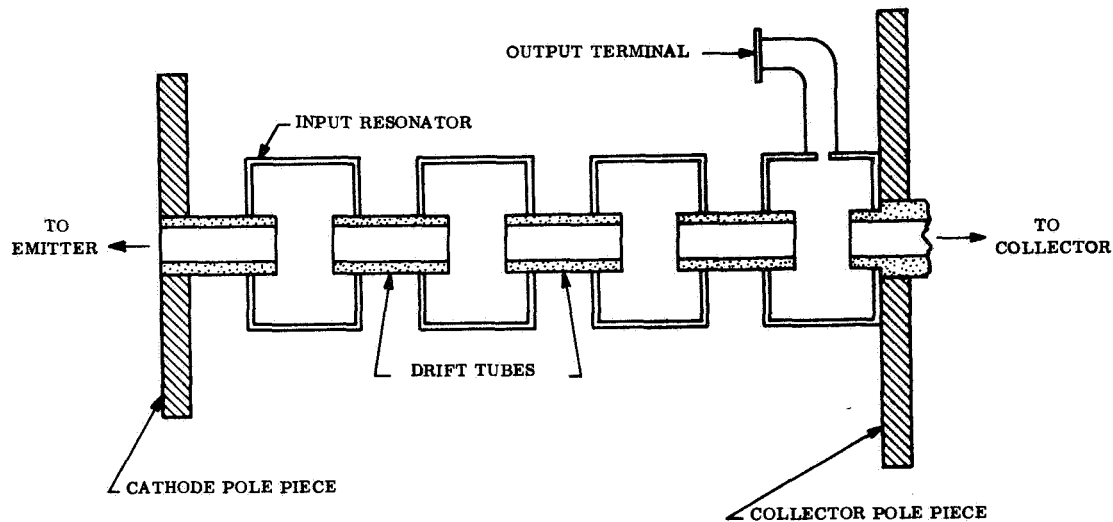 OUTPUT TERMINAL
INPUT RESONATOR
TO
EMITTER
TO
COLLECTOR
DRIFT TUBES
CATHODE POLE PIECE
COLLECTOR POLE PIECE